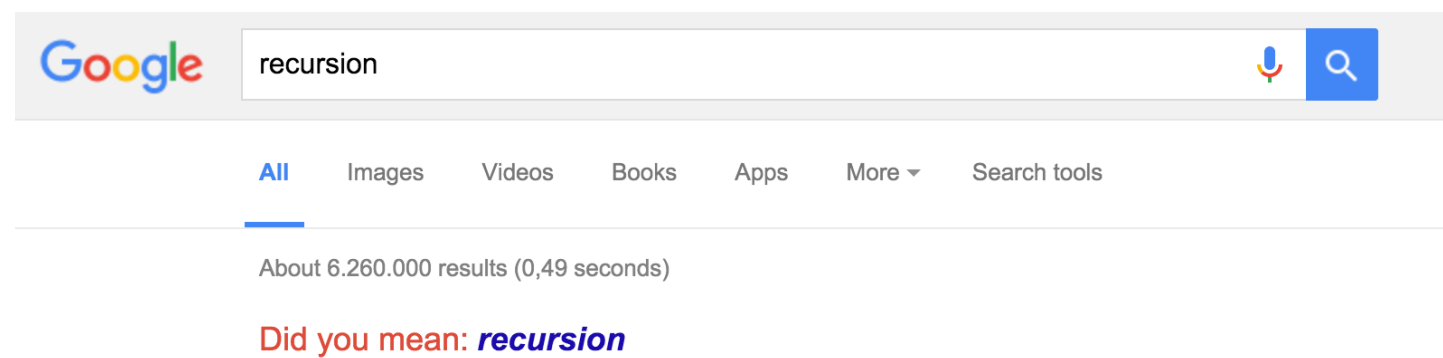 Google recursion
All Images Videos Books Apps More Search tools
About 6.260.000 results (0,49 seconds)
Did you mean: recursion